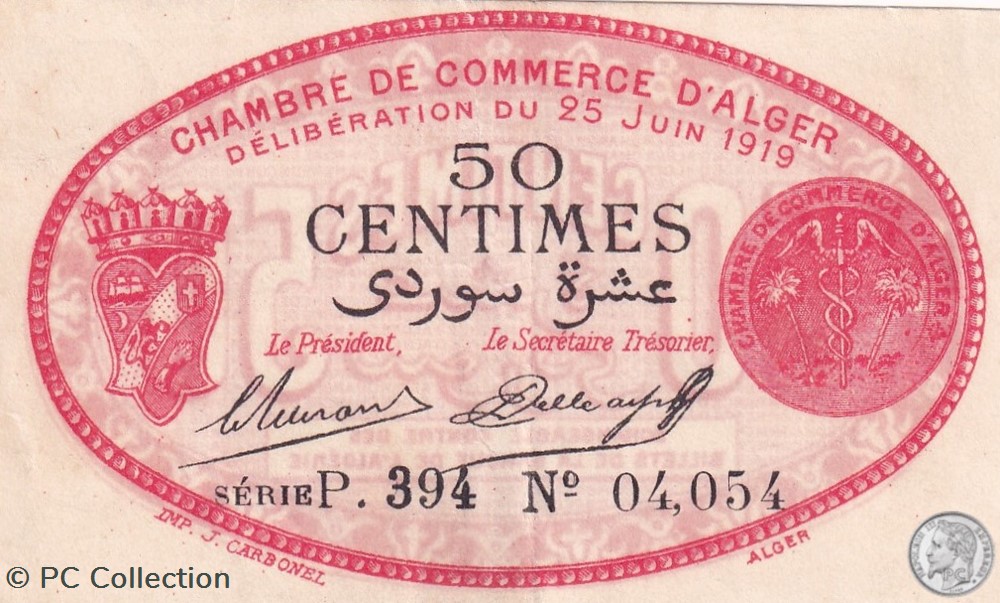 CHAMBRE DE COMMERCE D'ALGER
DÉLIBÉRATION DU 25 JUIN 1919
50
CENTIMES
عشرة سوردى
Le Président, Le Secrétaire Trésorier,
CHAMBRE DE COMMERCE D'ALGER
SÉRIE P. 394 Nº 04,054
IMP. J. CARBONEL ALGER
© PC Collection